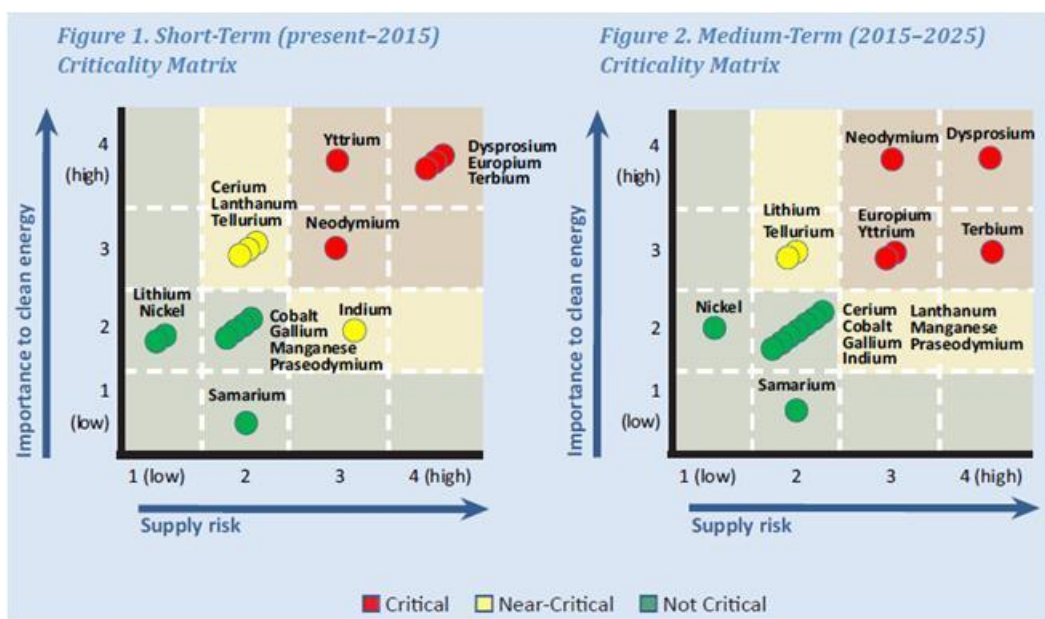 Figure 1. Short-Term (present–2015)
Criticality Matrix
Importance to clean energy
4
(high)
3
2
1
(low)
Yttrium
Dysprosium
Europium
Terbium
Cerium
Lanthanum
Tellurium
Neodymium
Lithium
Nickel
Cobalt
Gallium
Manganese
Praseodymium
Indium
Samarium
1 (low)
2
3
4 (high)
Supply risk
Figure 2. Medium-Term (2015–2025)
Criticality Matrix
Importance to clean energy
4
(high)
3
2
1
(low)
Neodymium
Dysprosium
Lithium
Tellurium
Europium
Yttrium
Terbium
Nickel
Cerium
Cobalt
Gallium
Indium
Lanthanum
Manganese
Praseodymium
Samarium
1 (low)
2
3
4 (high)
Supply risk
Critical
Near-Critical
Not Critical